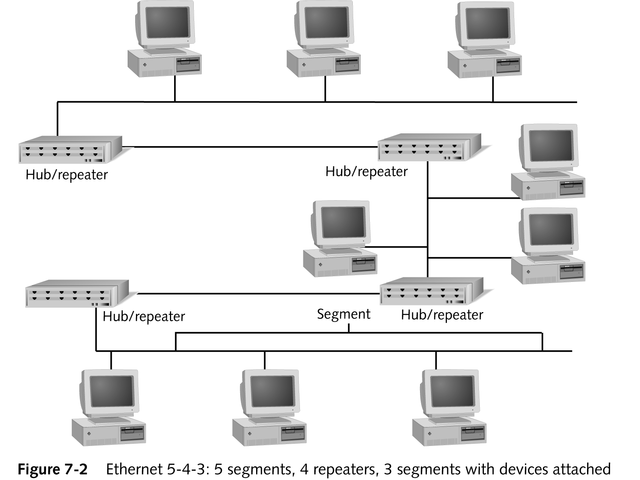 Hub/repeater
Hub/repeater
Hub/repeater
Segment
Hub/repeater
Figure 7-2 Ethernet 5-4-3: 5 segments, 4 repeaters, 3 segments with devices attached